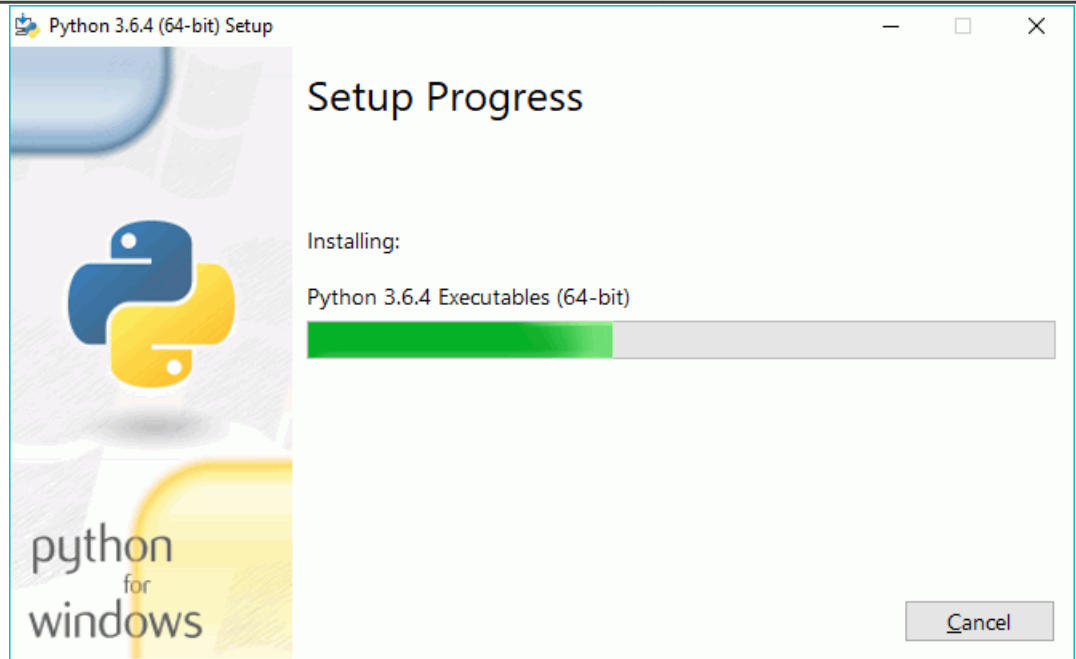 Python 3.6.4 (64-bit) Setup
Setup Progress
Installing:
Python 3.6.4 Executables (64-bit)
python
for
windows
Cancel